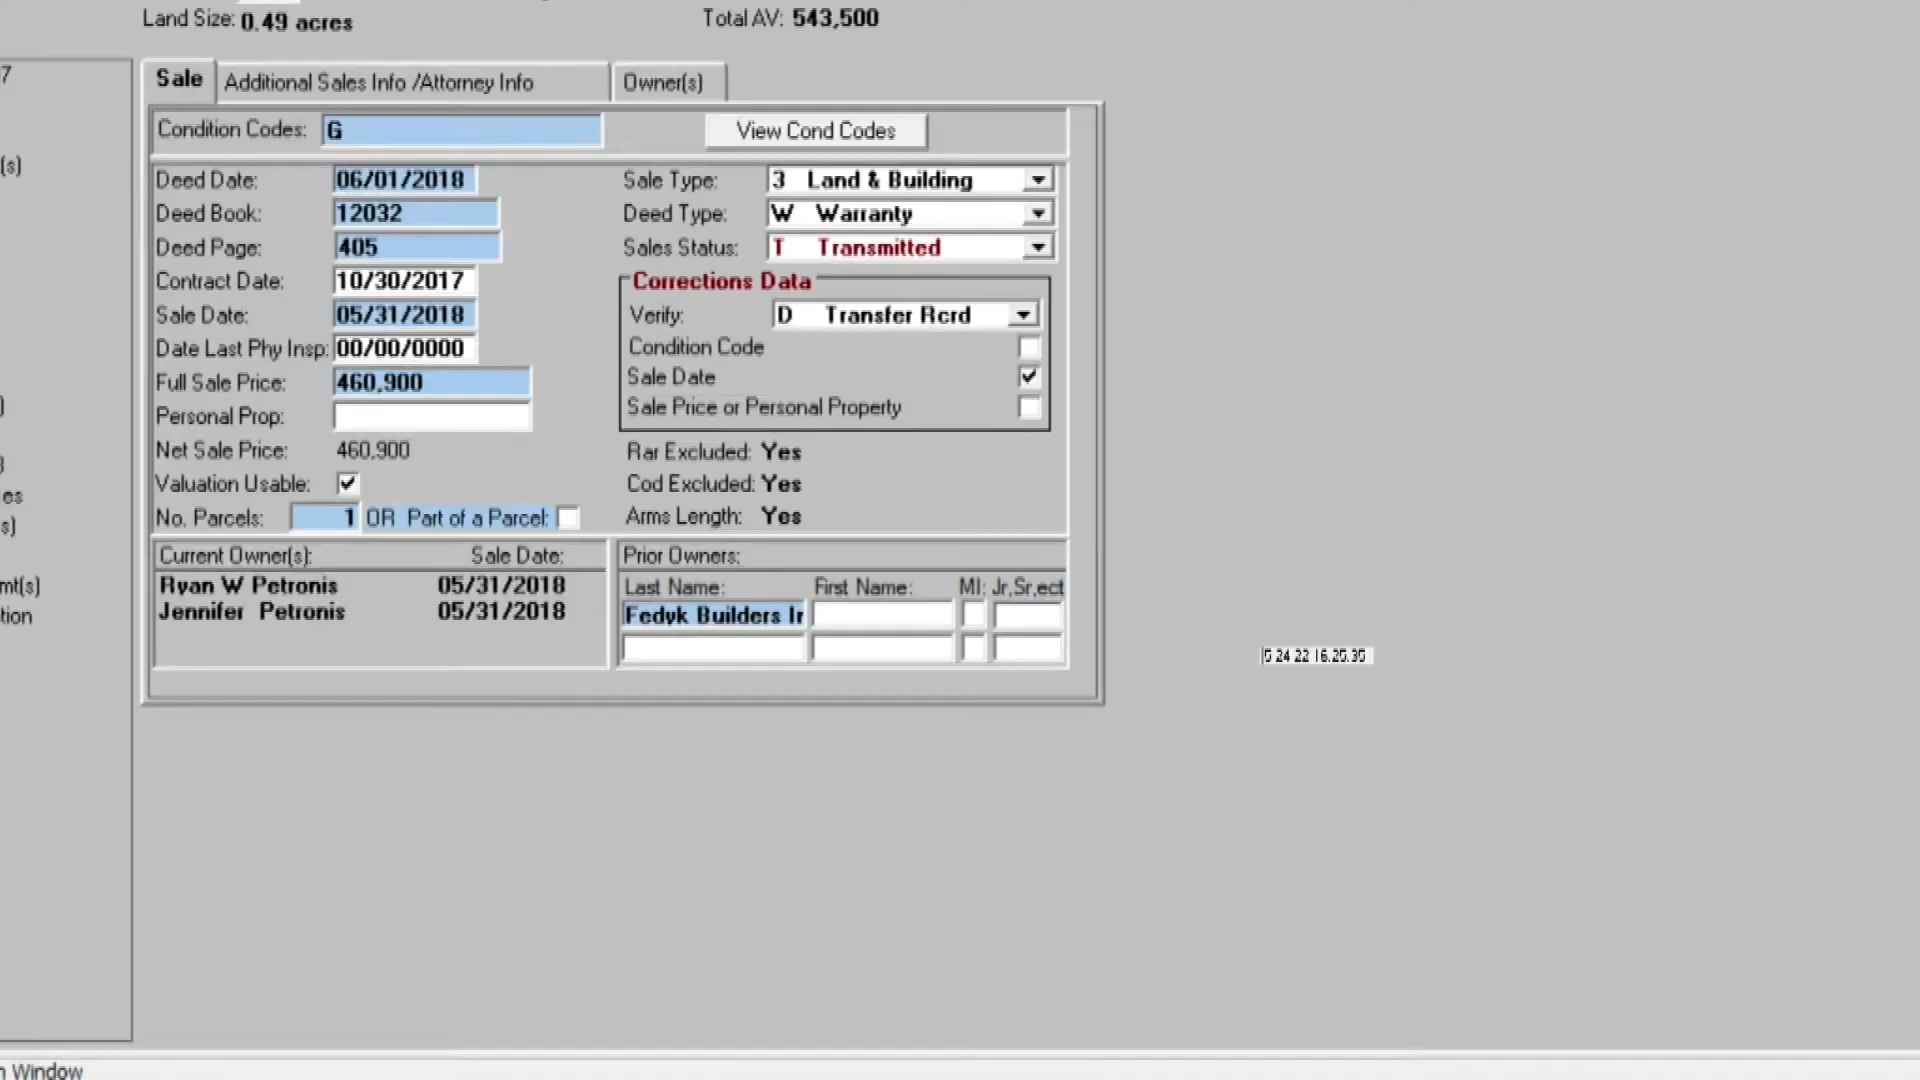 Land Size: 0.49 acres Total AV: 543,500
Sale Additional Sales Info /Attorney Info Owner(s)
Condition Codes: G View Cond Codes
Deed Date: 06/01/2018 Sale Type: 3 Land & Building
Deed Book: 12032 Deed Type: W Warranty
Deed Page: 405 Sales Status: T Transmitted
Contract Date: 10/30/2017 Corrections Data
Sale Date: 05/31/2018 Verify: D Transfer Rcrd
Date Last Phy Insp: 00/00/0000 Condition Code
Full Sale Price: 460,900 Sale Date
Personal Prop: Sale Price or Personal Property
Net Sale Price: 460,900 Rar Excluded: Yes
Valuation Usable: Cod Excluded: Yes
No. Parcels: 1 OR Part of a Parcel: Arms Length: Yes
Current Owner(s): Sale Date: Prior Owners:
Ryan W Petronis 05/31/2018 Last Name: First Name: MI: Jr,Sr,ect
Jennifer Petronis 05/31/2018 Fedyk Builders
Window